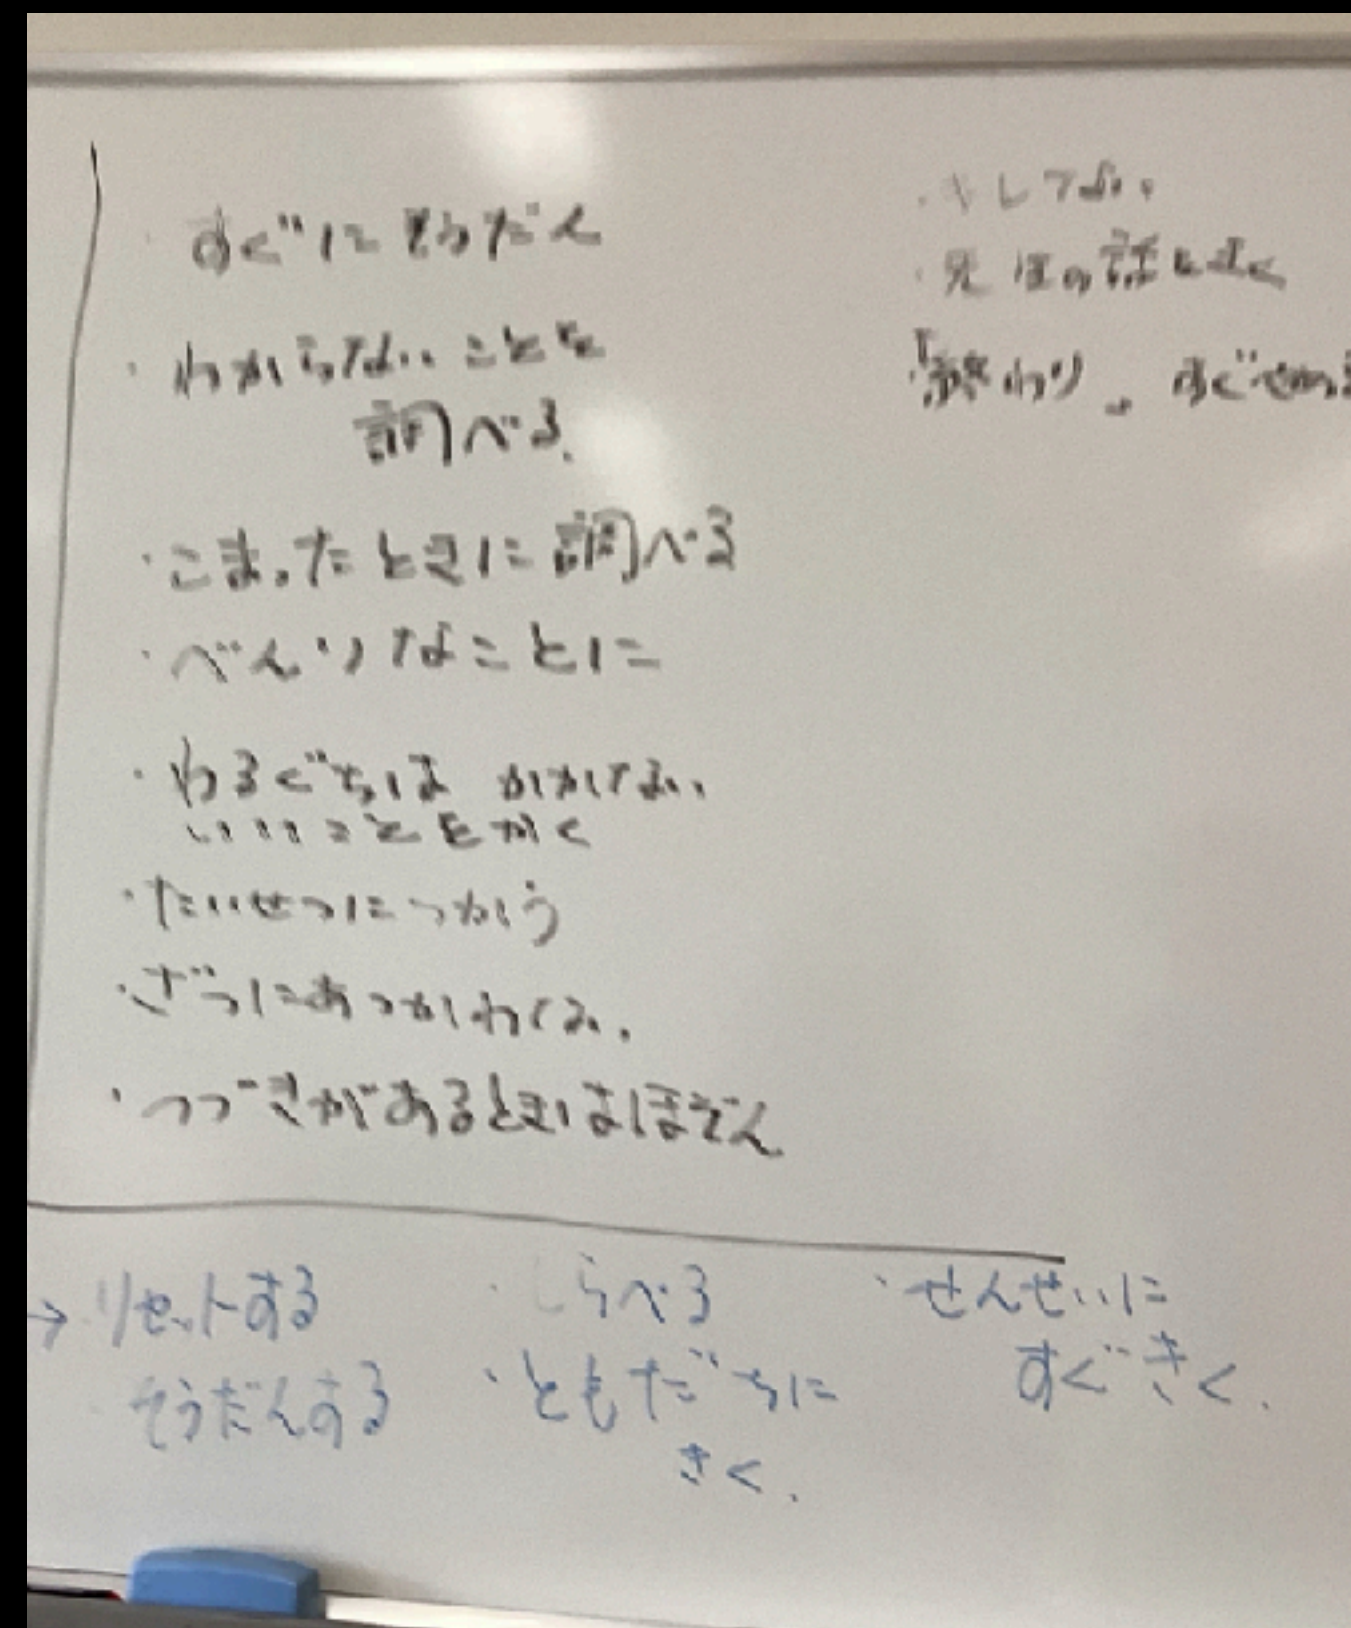 ・すぐにそうだん
・わからないことを
調べる.
・こまったときに調べる
・べんりなことに
・わるぐちは かかない
いいことをかく
・たいせつにつかう
・ざつにあつかわない.
・つづきがあるときはほぞん
の話をきく
「終わり」すぐ
→ リセットする
そうだんする
・しらべる
・ともだちに
きく.
・せんせいに
すぐきく.